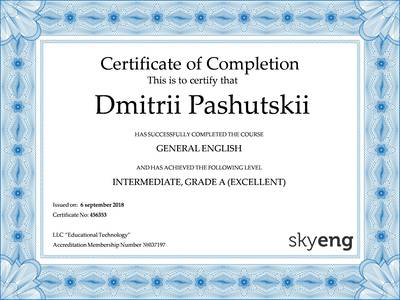 Certificate of Completion
This is to certify that
Dmitrii Pashutskii
HAS SUCCESSFULLY COMPLETED THE COURSE
GENERAL ENGLISH
AND HAS ACHIEVED THE FOLLOWING LEVEL
INTERMEDIATE, GRADE A (EXCELLENT)
Issued on: 6 september 2018
Certificate No: 456353
LLC "Educational Technology"
Accreditation Membership Number №037197
skyeng